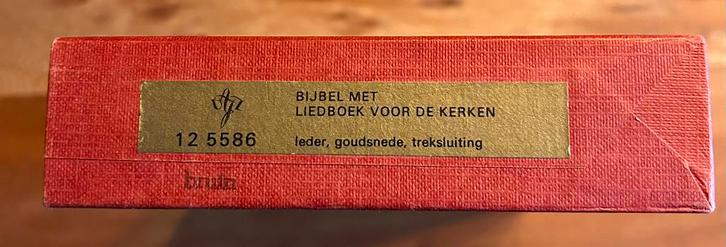 BIJBEL MET
LIEDBOEK VOOR DE KERKEN
12 5586
leder, goudsnede, treksluiting
bruin